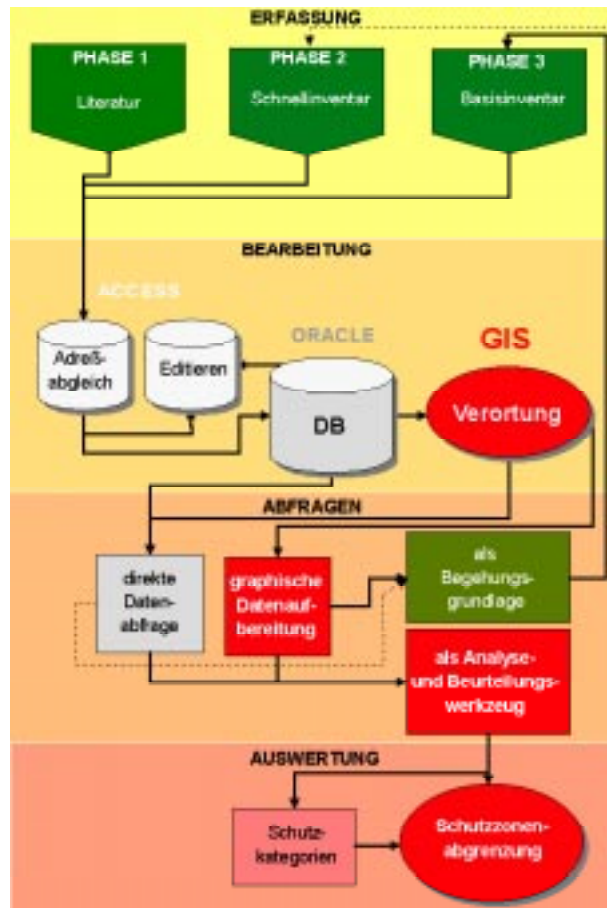 ERFASSUNG
PHASE 1
Literatur
PHASE 2
Schnellinventar
PHASE 3
Basisinventar
BEARBEITUNG
ACCESS
ORACLE
GIS
Adreß-
abgleich
Editieren
DB
Verortung
ABFRAGEN
direkte
Daten-
abfrage
graphische
Datenauf-
bereitung
als
Begehungs-
grundlage
als Analyse-
und Beurteilungs-
werkzeug
AUSWERTUNG
Schutz-
kategorien
Schutzzonen-
abgrenzung